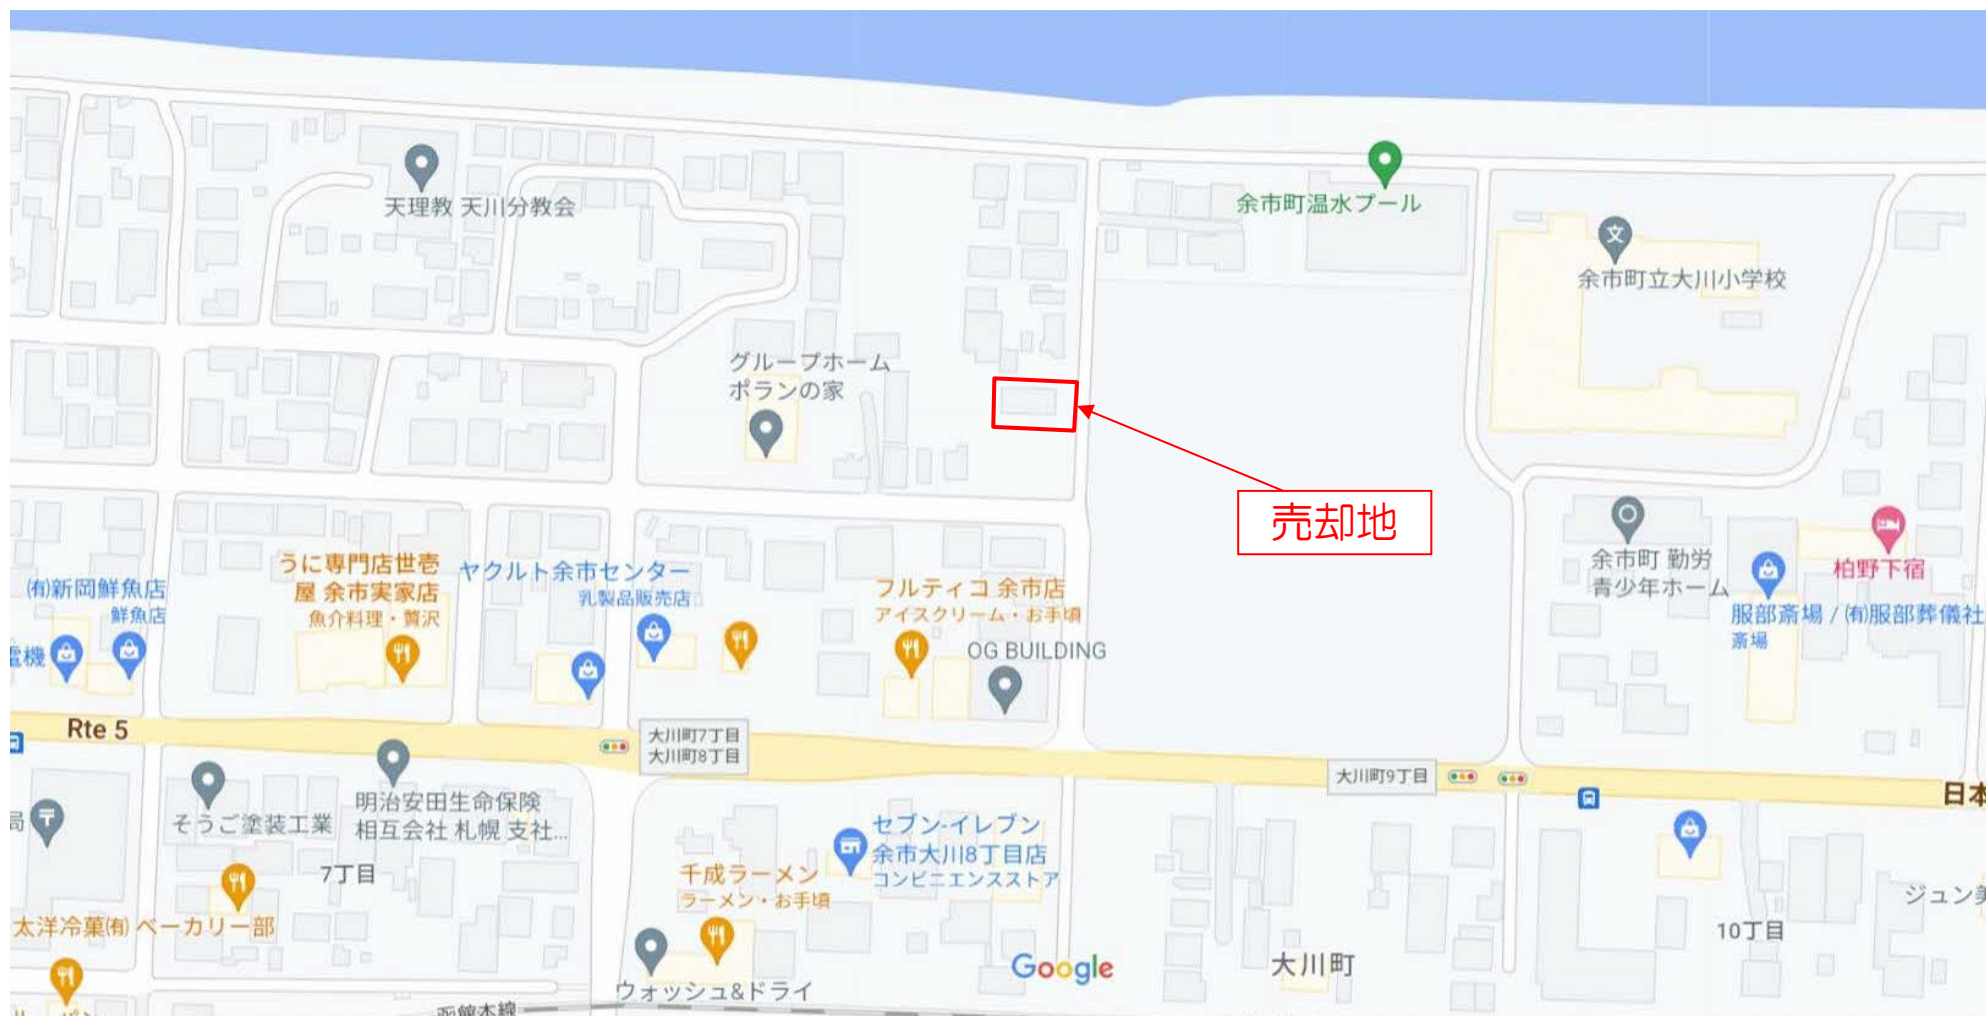 天理教 天川分教会
余市町温水プール
文
余市町立大川小学校
グループホーム
ポランの家
売却地
うに専門店世壱
屋 余市実家店
魚介料理・贅沢
ヤクルト余市センター
乳製品販売店
㈲新岡鮮魚店
鮮魚店
電機
フルティコ 余市店
アイスクリーム・お手頃
OG BUILDING
余市町 勤労
青少年ホーム
柏野下宿
服部斎場 / ㈲服部葬儀社
斎場
Rte 5
大川町7丁目
大川町8丁目
大川町9丁目
日本
局
そうご塗装工業
明治安田生命保険
相互会社 札幌 支社...
7丁目
セブン-イレブン
余市大川8丁目店
コンビニエンスストア
千成ラーメン
ラーメン・お手頃
太洋冷菓㈲ ベーカリー部
ジュン美
10丁目
大川町
Google
ウォッシュ&ドライ
函館本線